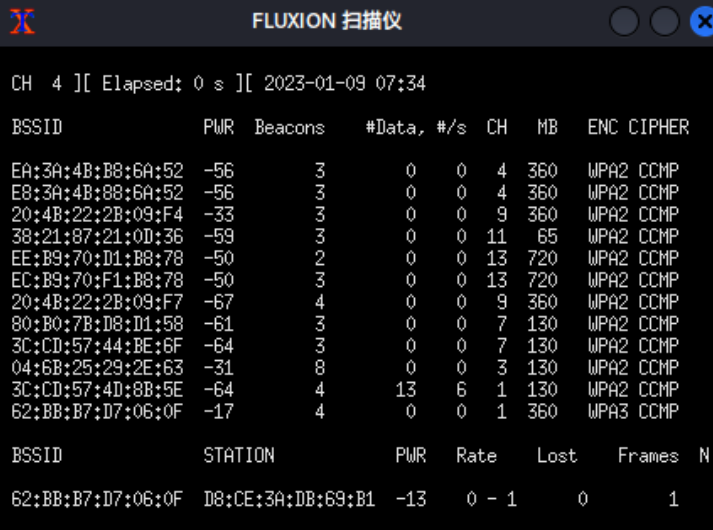 FLUXION 扫描仪
CH 4 ][ Elapsed: 0 s ][ 2023-01-09 07:34
BSSID PWR Beacons #Data, #/s CH MB ENC CIPHER
EA:3A:4B:B8:6A:52 -56 3 0 0 4 360 WPA2 CCMP
E8:3A:4B:88:6A:52 -56 3 0 0 4 360 WPA2 CCMP
20:4B:22:2B:09:F4 -33 3 0 0 9 360 WPA2 CCMP
38:21:87:21:0D:36 -59 3 0 0 11 65 WPA2 CCMP
EE:B9:70:D1:B8:78 -50 2 0 0 13 720 WPA2 CCMP
EC:B9:70:F1:B8:78 -50 3 0 0 13 720 WPA2 CCMP
20:4B:22:2B:09:F7 -67 4 0 0 9 360 WPA2 CCMP
80:B0:7B:D8:D1:58 -61 3 0 0 7 130 WPA2 CCMP
3C:CD:57:44:BE:6F -64 3 0 0 7 130 WPA2 CCMP
04:6B:25:29:2E:63 -31 8 0 0 3 130 WPA2 CCMP
3C:CD:57:4D:8B:5E -64 4 13 6 1 130 WPA2 CCMP
62:BB:B7:D7:06:0F -17 4 0 0 1 360 WPA3 CCMP
BSSID STATION PWR Rate Lost Frames N
62:BB:B7:D7:06:0F D8:CE:3A:DB:69:B1 -13 0 - 1 0 1